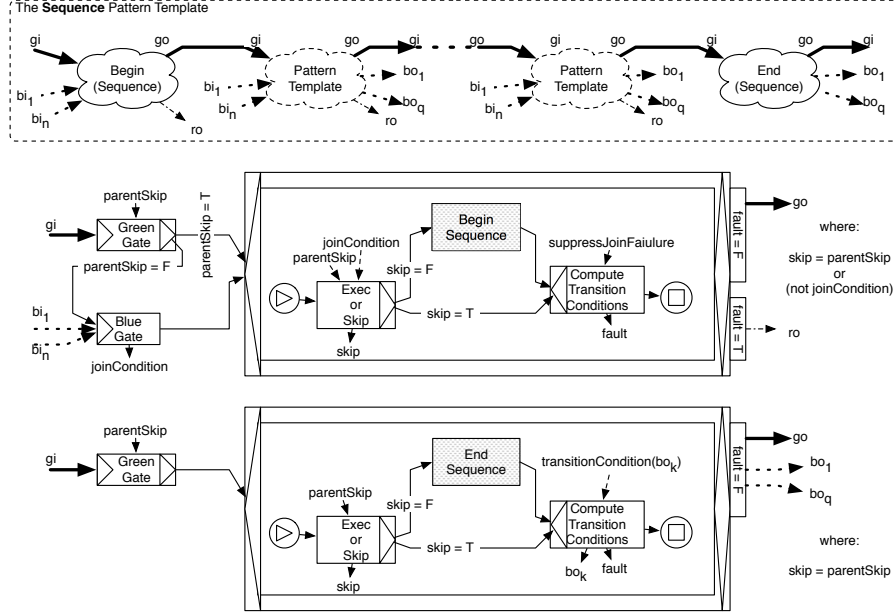 The Sequence Pattern Template
gi go gi go gi go gi go gi go gi
Begin
(Sequence)
Pattern
Template
Pattern
Template
End
(Sequence)
bi1
bin
ro
bi1
bin
bo1
boq
ro
bi1
bin
bo1
boq
ro
bo1
boq
parentSkip
gi
Green
Gate
parentSkip = T
parentSkip = F
bi1
bin
Blue
Gate
joinCondition
joinCondition
parentSkip
Exec
or
Skip
skip
skip = F
skip = T
Begin
Sequence
suppressJoinFaiulure
Compute
Transition
Conditions
fault
fault = F
go
fault = T
ro
where:
skip = parentSkip
or
(not joinCondition)
parentSkip
gi
Green
Gate
parentSkip
Exec
or
Skip
skip
skip = F
skip = T
End
Sequence
transitionCondition(bok)
Compute
Transition
Conditions
bok
fault
fault = F
go
bo1
boq
where:
skip = parentSkip